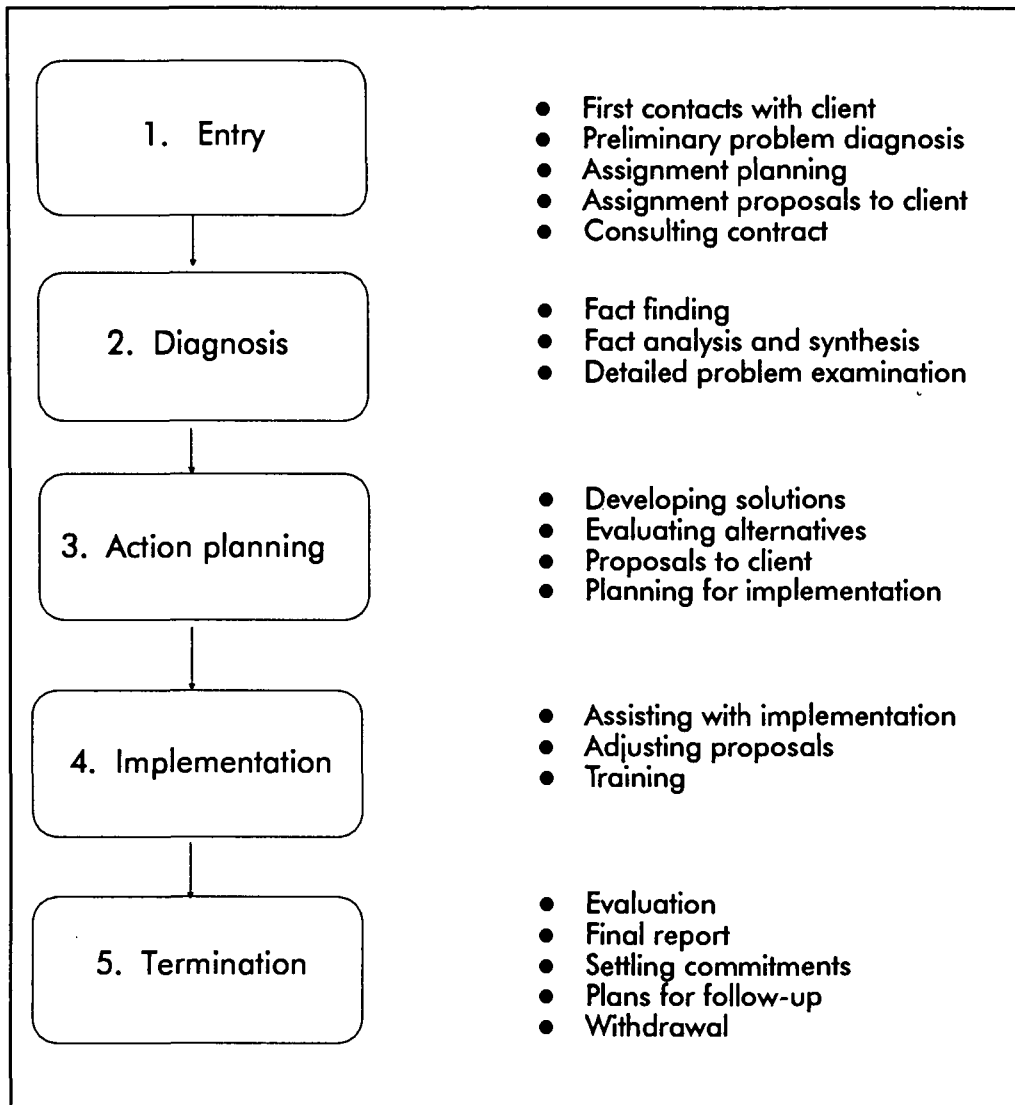 1. Entry
● First contacts with client
● Preliminary problem diagnosis
● Assignment planning
● Assignment proposals to client
● Consulting contract
2. Diagnosis
● Fact finding
● Fact analysis and synthesis
● Detailed problem examination
3. Action planning
● Developing solutions
● Evaluating alternatives
● Proposals to client
● Planning for implementation
4. Implementation
● Assisting with implementation
● Adjusting proposals
● Training
5. Termination
● Evaluation
● Final report
● Settling commitments
● Plans for follow-up
● Withdrawal